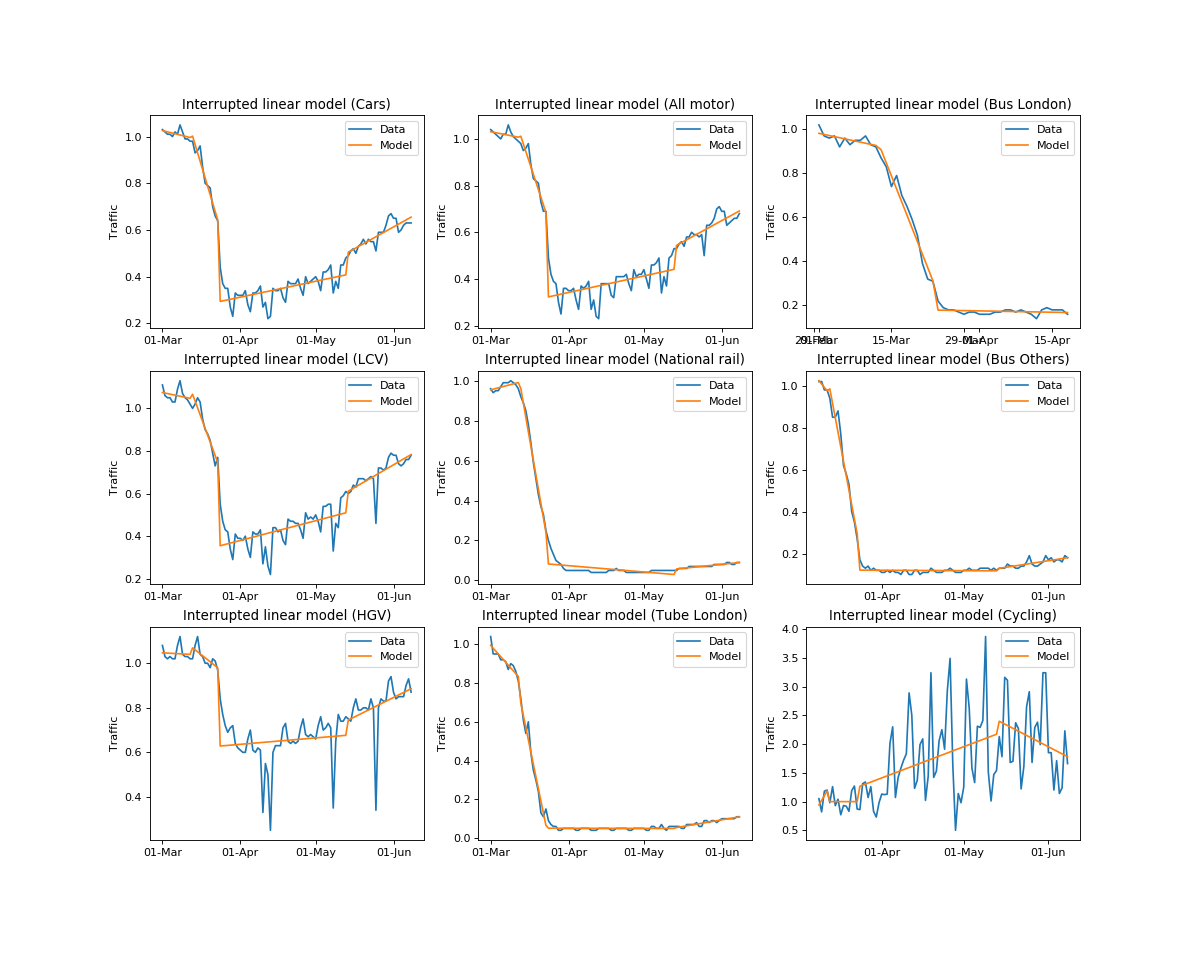 Interrupted linear model (Cars)
Traffic
1.0
0.8
0.6
0.4
0.2
01-Mar
01-Apr
01-May
01-Jun
Data
Model
Interrupted linear model (All motor)
Traffic
1.0
0.8
0.6
0.4
0.2
01-Mar
01-Apr
01-May
01-Jun
Data
Model
Interrupted linear model (Bus London)
Traffic
1.0
0.8
0.6
0.4
0.2
29-Feb
01-Mar
15-Mar
29-Mar
01-Apr
15-Apr
Data
Model
Interrupted linear model (LCV)
Traffic
1.0
0.8
0.6
0.4
0.2
01-Mar
01-Apr
01-May
01-Jun
Data
Model
Interrupted linear model (National rail)
Traffic
1.0
0.8
0.6
0.4
0.2
0.0
01-Mar
01-Apr
01-May
01-Jun
Data
Model
Interrupted linear model (Bus Others)
Traffic
1.0
0.8
0.6
0.4
0.2
01-Apr
01-May
01-Jun
Data
Model
Interrupted linear model (HGV)
Traffic
1.0
0.8
0.6
0.4
01-Mar
01-Apr
01-May
01-Jun
Data
Model
Interrupted linear model (Tube London)
Traffic
1.0
0.8
0.6
0.4
0.2
0.0
01-Mar
01-Apr
01-May
01-Jun
Data
Model
Interrupted linear model (Cycling)
Traffic
4.0
3.5
3.0
2.5
2.0
1.5
1.0
0.5
01-Apr
01-May
01-Jun
Data
Model